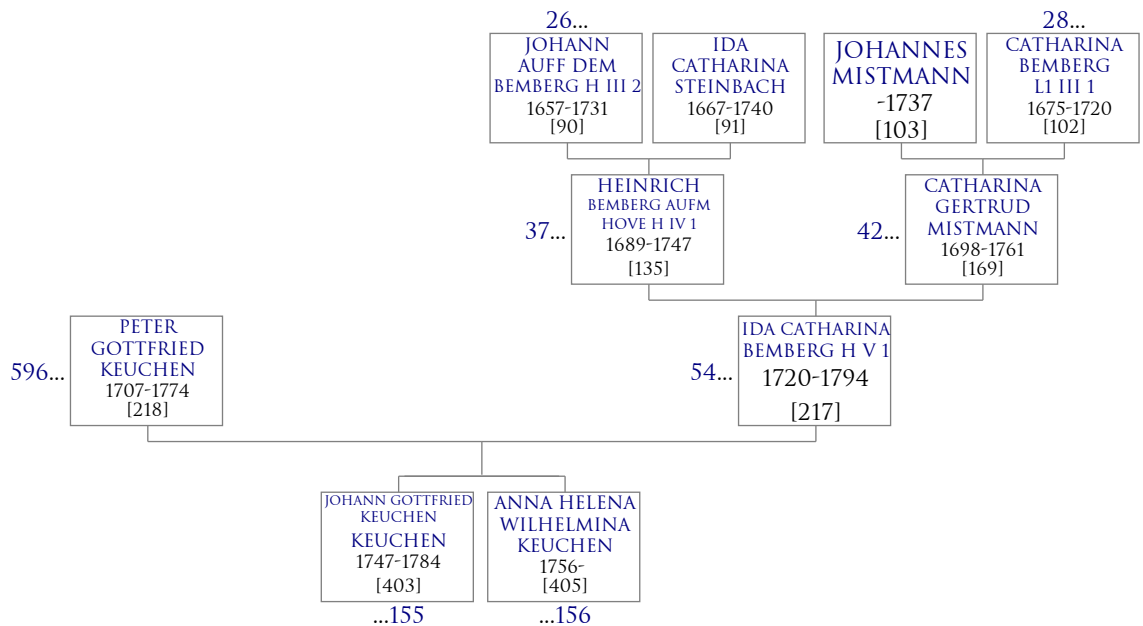 26...
JOHANN
AUFF DEM
BEMBERG H III 2
1657-1731
[90]
IDA
CATHARINA
STEINBACH
1667-1740
[91]
JOHANNES
MISTMANN
-1737
[103]
28...
CATHARINA
BEMBERG
L1 III 1
1675-1720
[102]
37...
HEINRICH
BEMBERG AUFM
HOVE H IV 1
1689-1747
[135]
42...
CATHARINA
GERTRUD
MISTMANN
1698-1761
[169]
596...
PETER
GOTTFRIED
KEUCHEN
1707-1774
[218]
54...
IDA CATHARINA
BEMBERG H V 1
1720-1794
[217]
JOHANN GOTTFRIED
KEUCHEN
KEUCHEN
1747-1784
[403]
...155
ANNA HELENA
WILHELMINA
KEUCHEN
1756-
[405]
...156